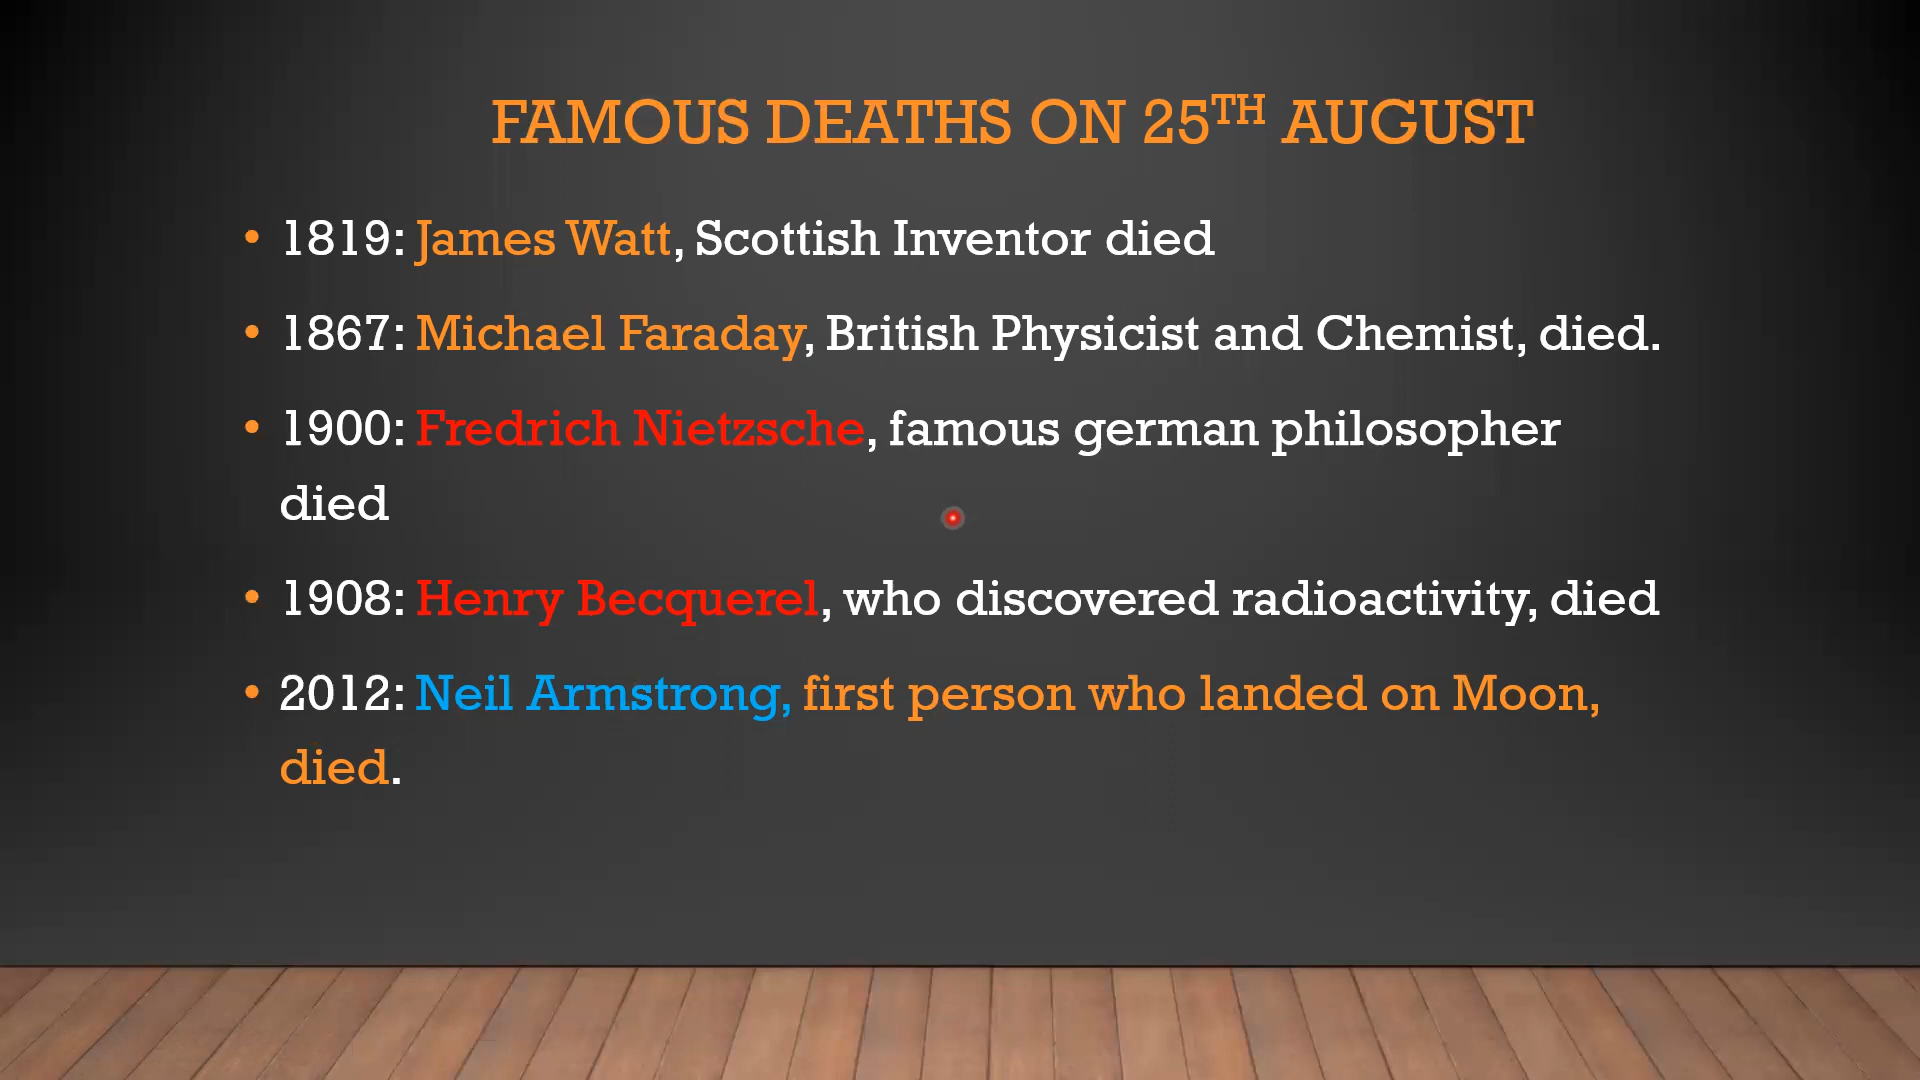 FAMOUS DEATHS ON 25TH AUGUST
• 1819: James Watt, Scottish Inventor died
• 1867: Michael Faraday, British Physicist and Chemist, died.
• 1900: Fredrich Nietzsche, famous german philosopher
died
• 1908: Henry Becquerel, who discovered radioactivity, died
• 2012: Neil Armstrong, first person who landed on Moon,
died.